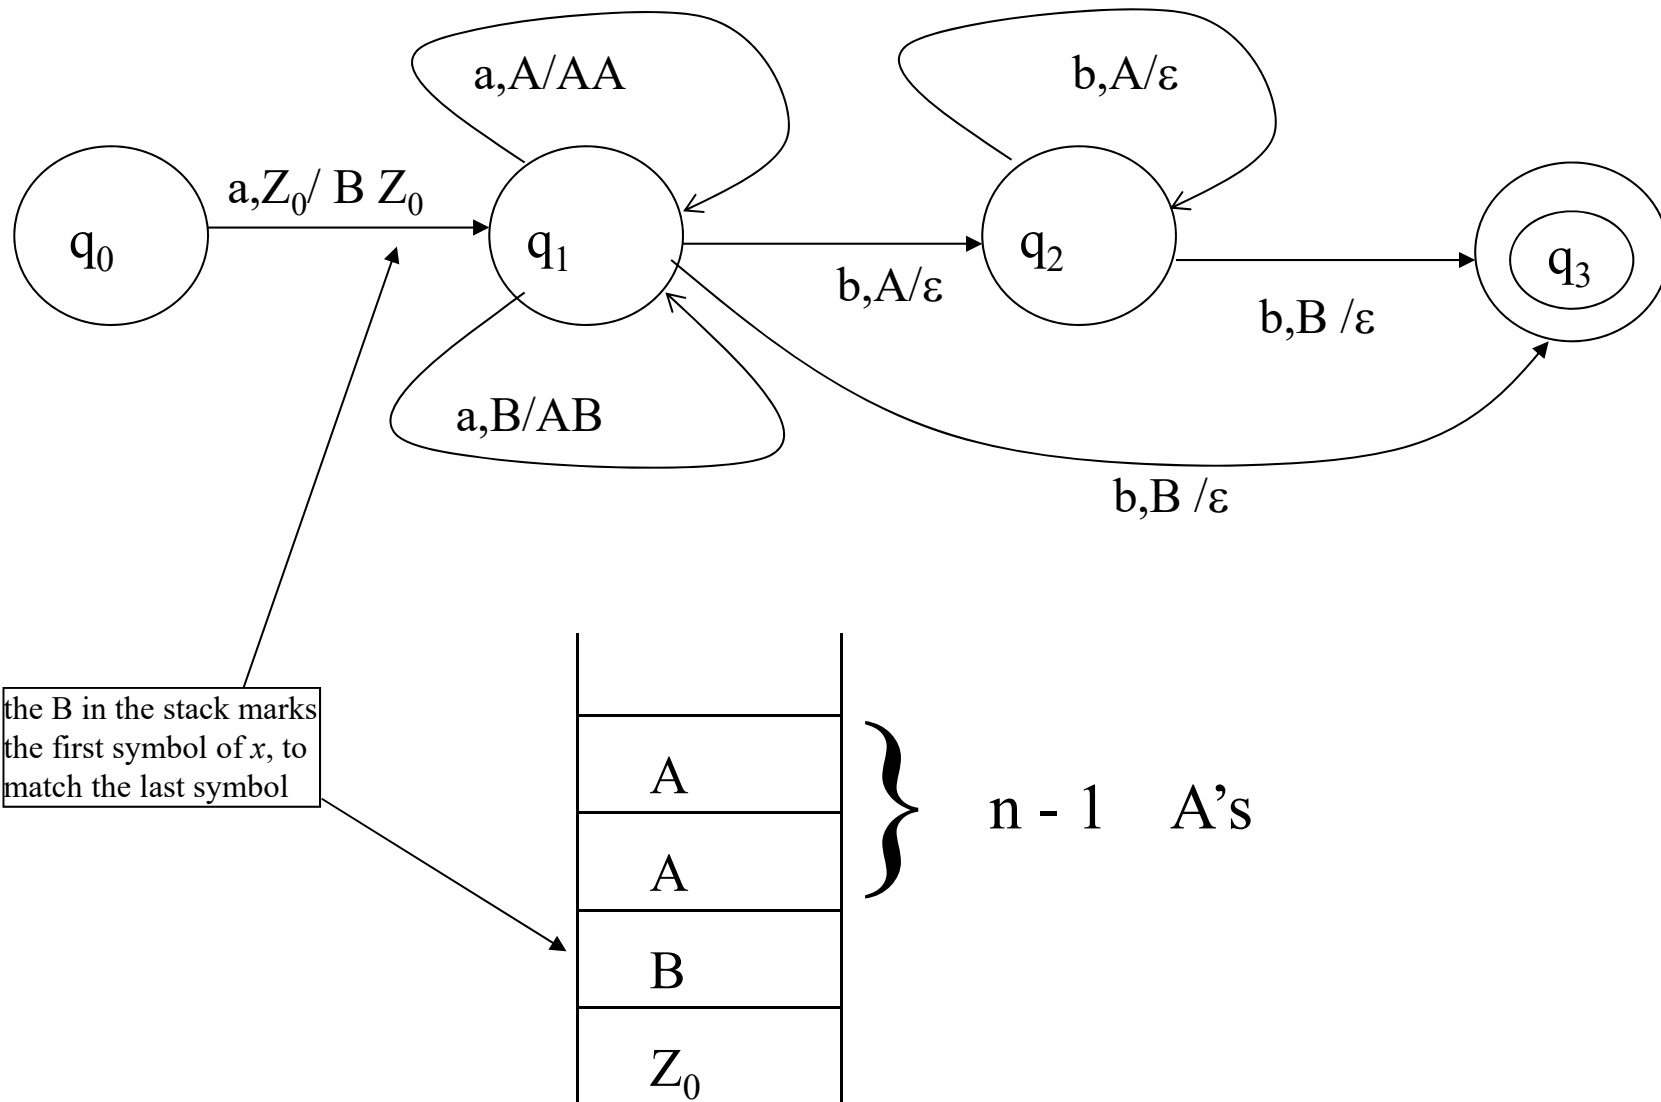 a,A/AA
b,A/ε
a,Z₀/ B Z₀
q₀
q₁
q₂
q₃
b,A/ε
b,B /ε
a,B/AB
b,B /ε
the B in the stack marks
the first symbol of x, to
match the last symbol
A
A
B
Z₀
n - 1 A’s